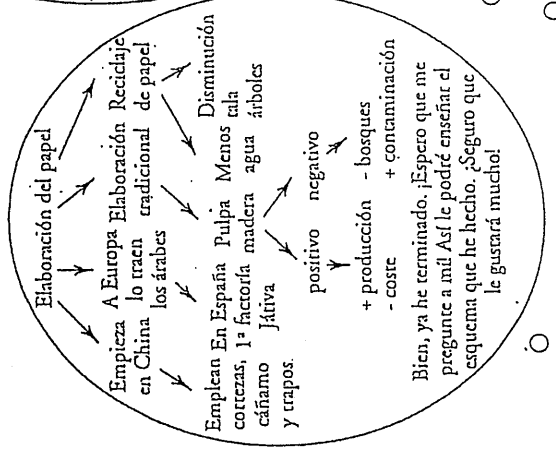 Elaboración del papel
Empieza
en China
A Europa
lo traen
los árabes
Elaboración
tradicional
Reciclaje
de papel
Emplean
cortezas,
cáñamo
y trapos.
En España
1ª factoría
Játiva
Pulpa
madera
Menos
agua
Disminución
tala
árboles
positivo
negativo
+ producción
- coste
- bosques
+ contaminación
Bien, ya he terminado. ¡Espero que me
pregunte a mí! Así le podré enseñar el
esquema que he hecho. ¡Seguro que
le gustará mucho!